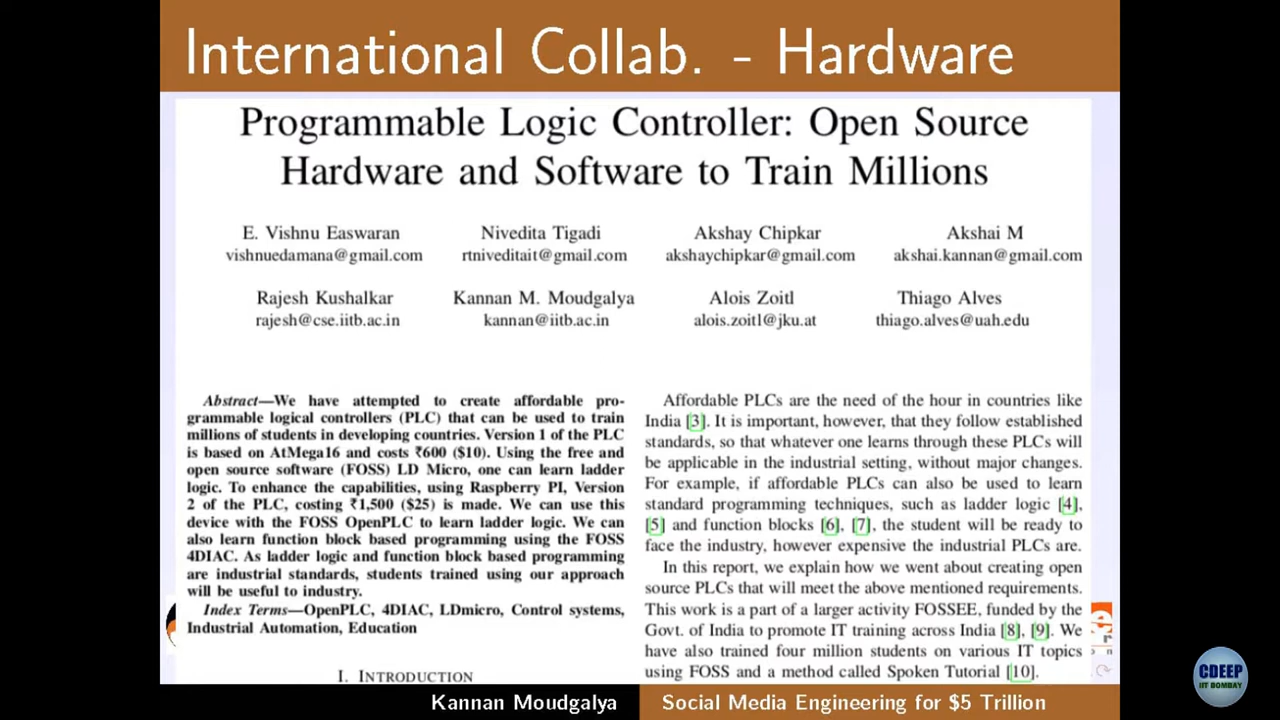 International Collab. - Hardware
Programmable Logic Controller: Open Source
Hardware and Software to Train Millions
E. Vishnu Easwaran
vishnuedamana@gmail.com
Nivedita Tigadi
rtniveditait@gmail.com
Akshay Chipkar
akshaychipkar@gmail.com
Akshai M
akshai.kannan@gmail.com
Rajesh Kushalkar
rajesh@cse.iitb.ac.in
Kannan M. Moudgalya
kannan@iitb.ac.in
Alois Zoitl
alois.zoitl@jku.at
Thiago Alves
thiago.alves@uah.edu
Abstract—We have attempted to create affordable pro-
grammable logical controllers (PLC) that can be used to train
millions of students in developing countries. Version 1 of the PLC
is based on AtMega16 and costs ₹600 ($10). Using the free and
open source software (FOSS) LD Micro, one can learn ladder
logic. To enhance the capabilities, using Raspberry PI, Version
2 of the PLC, costing ₹1,500 ($25) is made. We can use this
device with the FOSS OpenPLC to learn ladder logic. We can
also learn function block based programming using the FOSS
4DIAC. As ladder logic and function block based programming
are industrial standards, students trained using our approach
will be useful to industry.
Index Terms—OpenPLC, 4DIAC, LDmicro, Control systems,
Industrial Automation, Education
I. INTRODUCTION
Affordable PLCs are the need of the hour in countries like
India [3]. It is important, however, that they follow established
standards, so that whatever one learns through these PLCs will
be applicable in the industrial setting, without major changes.
For example, if affordable PLCs can also be used to learn
standard programming techniques, such as ladder logic [4],
[5] and function blocks [6], [7], the student will be ready to
face the industry, however expensive the industrial PLCs are.
In this report, we explain how we went about creating open
source PLCs that will meet the above mentioned requirements.
This work is a part of a larger activity FOSSEE, funded by the
Govt. of India to promote IT training across India [8], [9]. We
have also trained four million students on various IT topics
using FOSS and a method called Spoken Tutorial [10].
Kannan Moudgalya
Social Media Engineering for $5 Trillion
CDEEP
IIT BOMBAY